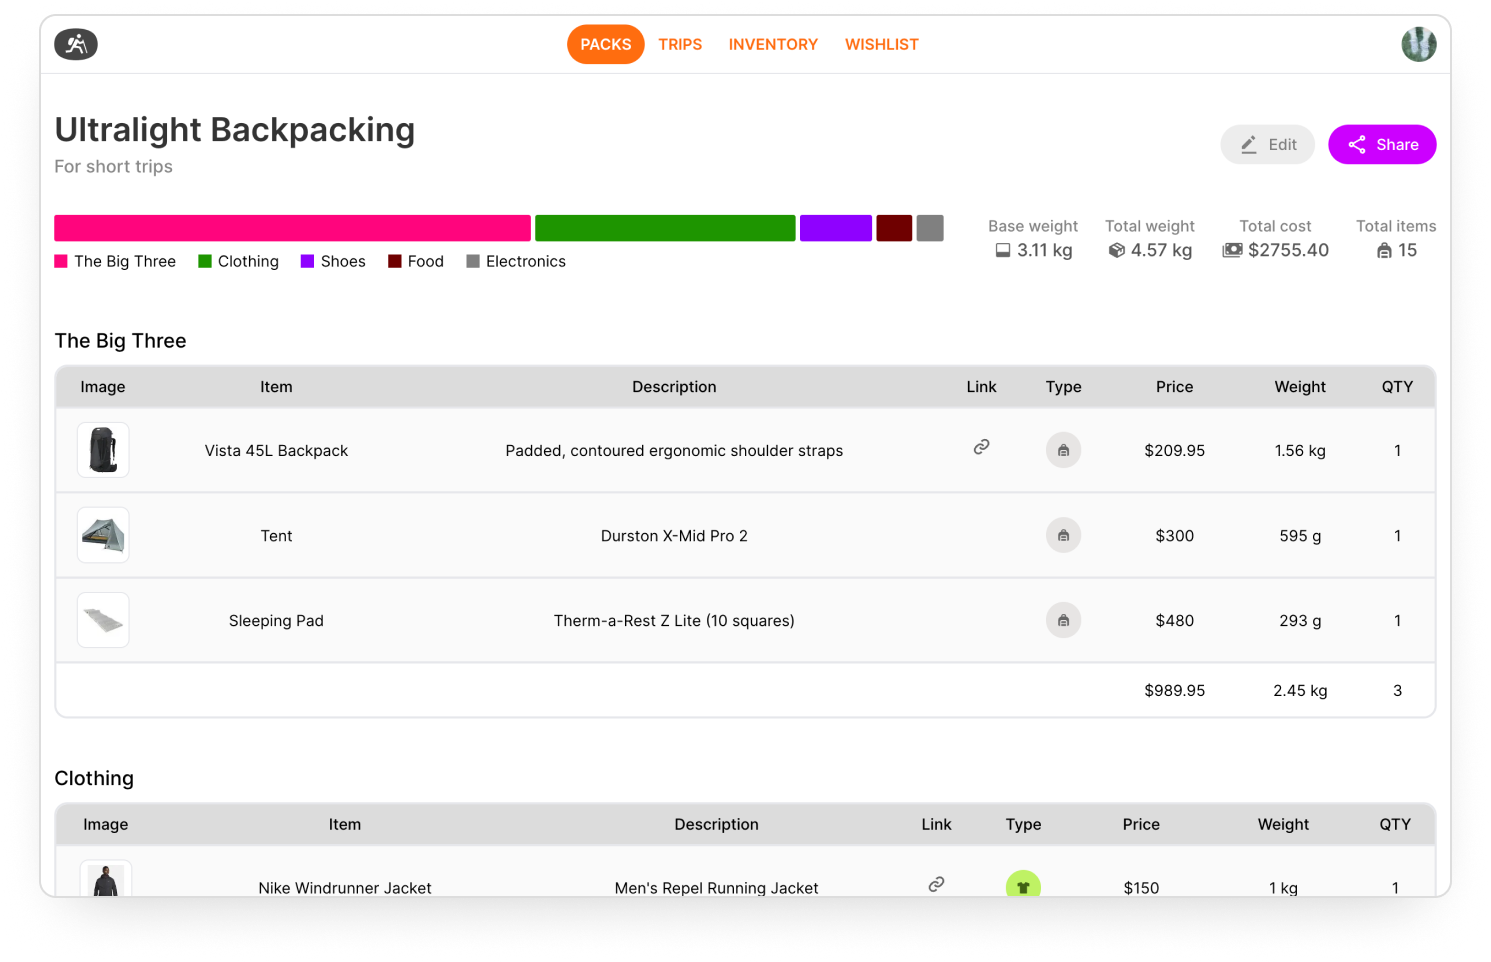 PACKS TRIPS INVENTORY WISHLIST
Ultralight Backpacking
For short trips
Edit Share
Base weight Total weight Total cost Total items
3.11 kg 4.57 kg $2755.40 15
The Big Three Clothing Shoes Food Electronics
The Big Three
Image Item Description Link Type Price Weight QTY
Vista 45L Backpack Padded, contoured ergonomic shoulder straps $209.95 1.56 kg 1
Tent Durston X-Mid Pro 2 $300 595 g 1
Sleeping Pad Therm-a-Rest Z Lite (10 squares) $480 293 g 1
$989.95 2.45 kg 3
Clothing
Image Item Description Link Type Price Weight QTY
Nike Windrunner Jacket Men's Repel Running Jacket $150 1 kg 1